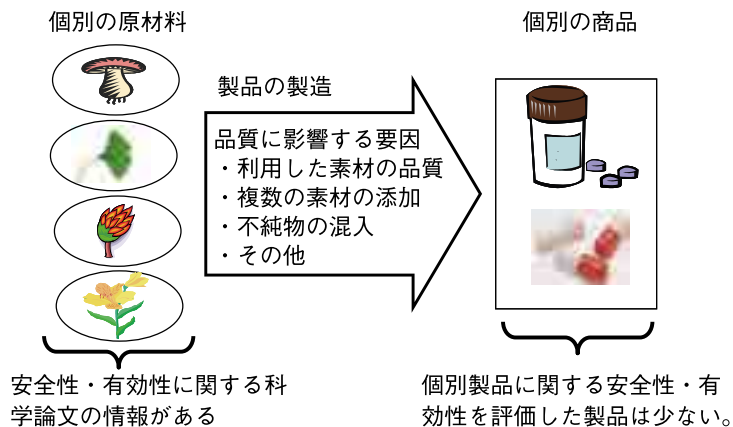 個別の原材料
個別の商品
製品の製造
品質に影響する要因
・利用した素材の品質
・複数の素材の添加
・不純物の混入
・その他
安全性・有効性に関する科
学論文の情報がある
個別製品に関する安全性・有
効性を評価した製品は少ない。